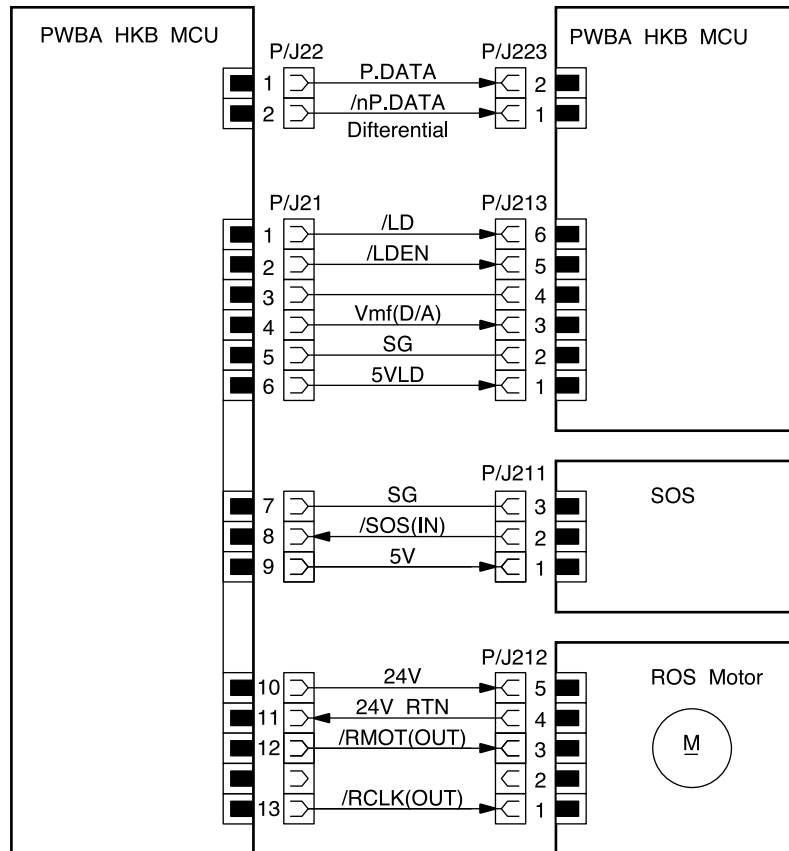 PWBA HKB MCU
PWBA HKB MCU
P/J22
P/J223
1
P.DATA
2
2
/nP.DATA
1
Difterential
P/J21
P/J213
1
/LD
6
2
/LDEN
5
3
4
4
Vmf(D/A)
3
5
SG
2
6
5VLD
1
P/J211
SOS
7
SG
3
8
/SOS(IN)
2
9
5V
1
P/J212
ROS Motor
10
24V
5
11
24V RTN
4
12
/RMOT(OUT)
3
M
2
13
/RCLK(OUT)
1